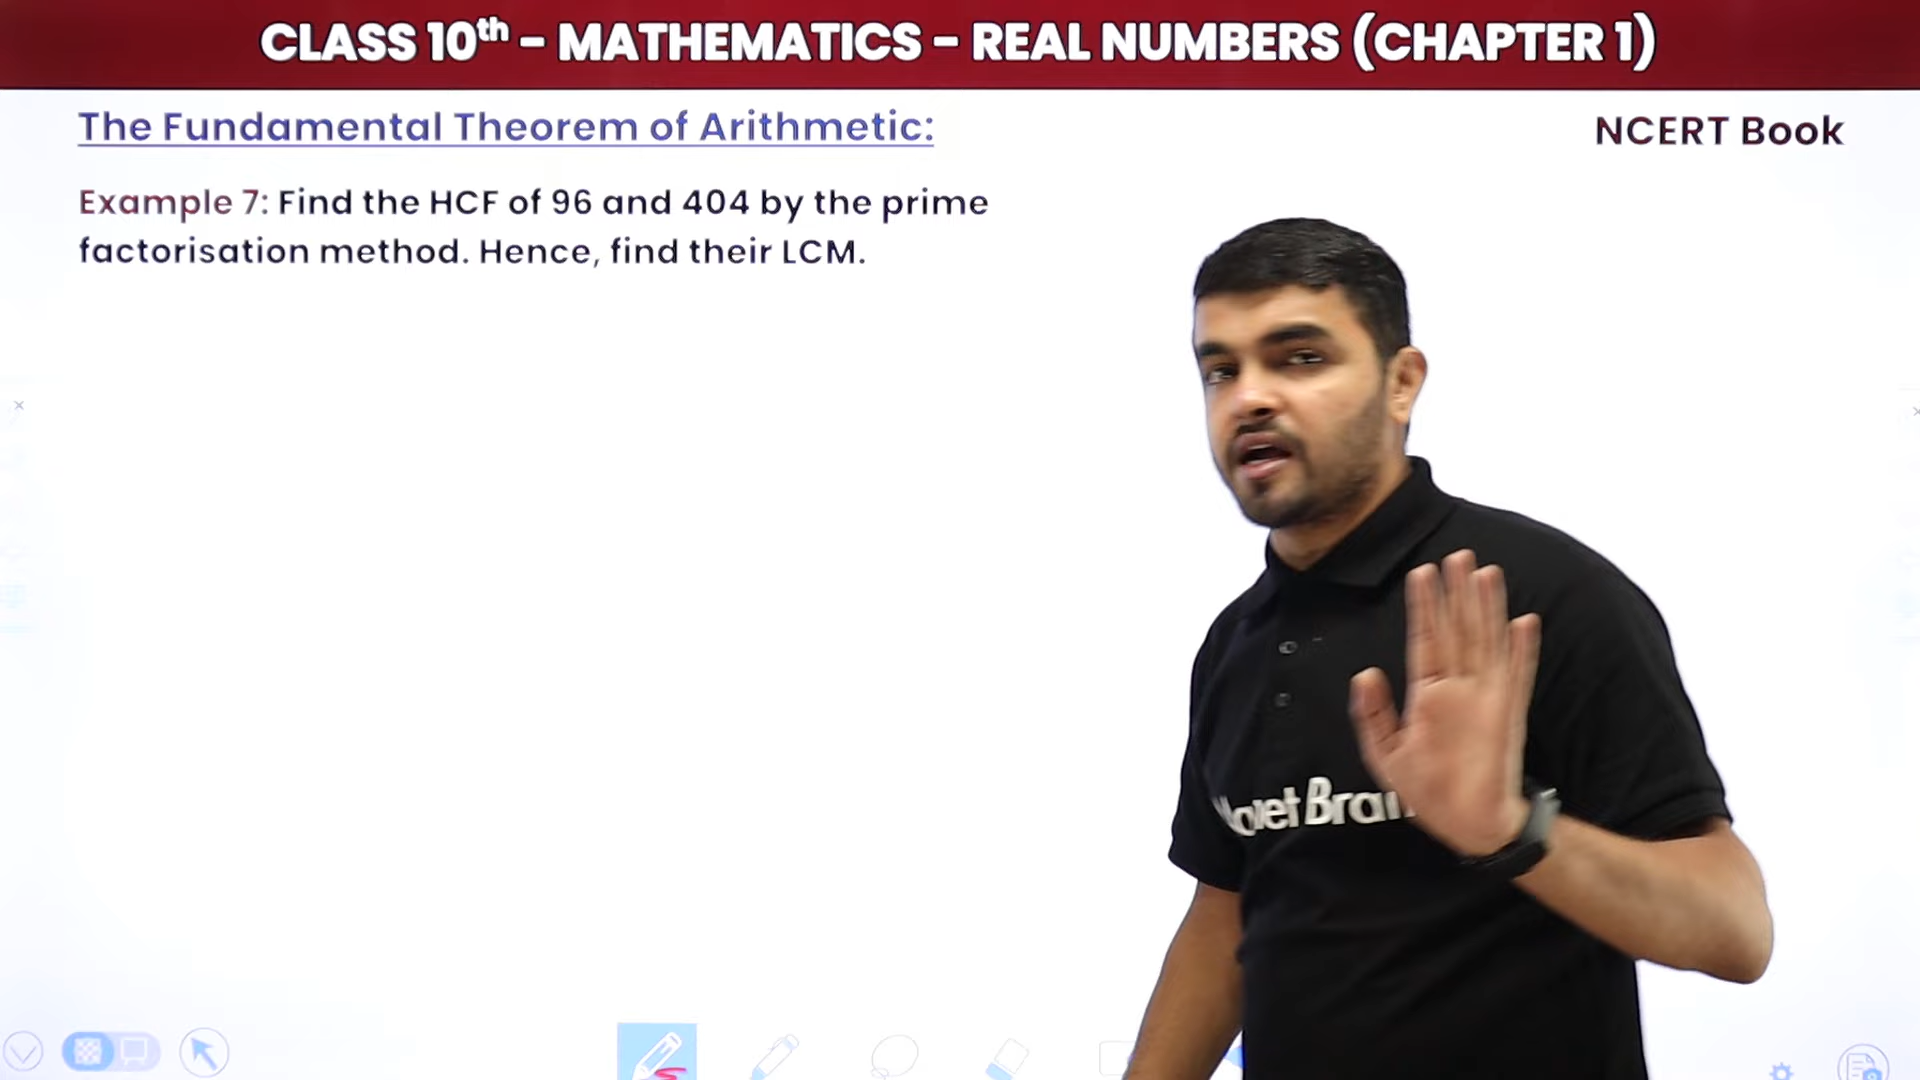 CLASS 10th - MATHEMATICS - REAL NUMBERS (CHAPTER 1)
The Fundamental Theorem of Arithmetic:
NCERT Book
Example 7: Find the HCF of 96 and 404 by the prime
factorisation method. Hence, find their LCM.